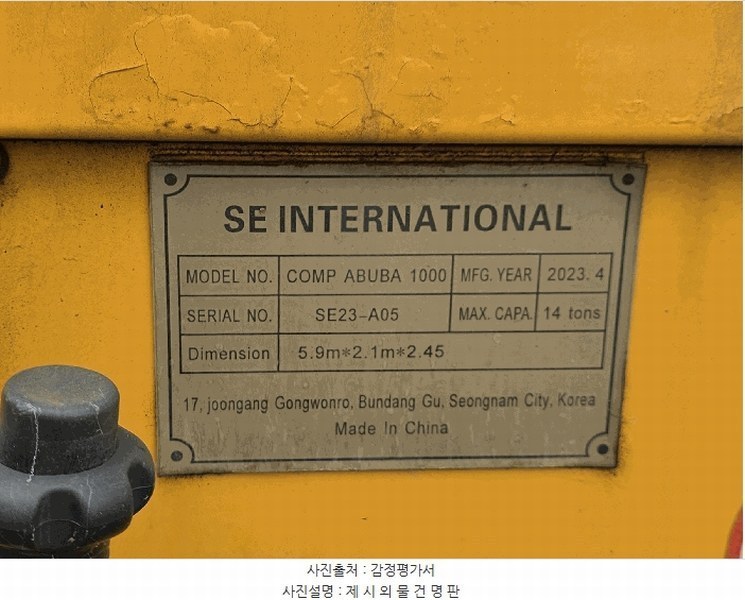 SE INTERNATIONAL
MODEL NO. COMP ABUBA 1000 MFG. YEAR 2023. 4
SERIAL NO. SE23-A05 MAX. CAPA. 14 tons
Dimension 5.9m*2.1m*2.45
17, joongang Gongwonro, Bundang Gu, Seongnam City, Korea
Made In China
사진출처 : 감정평가서
사진설명 : 제 시 외 물 건 명 판